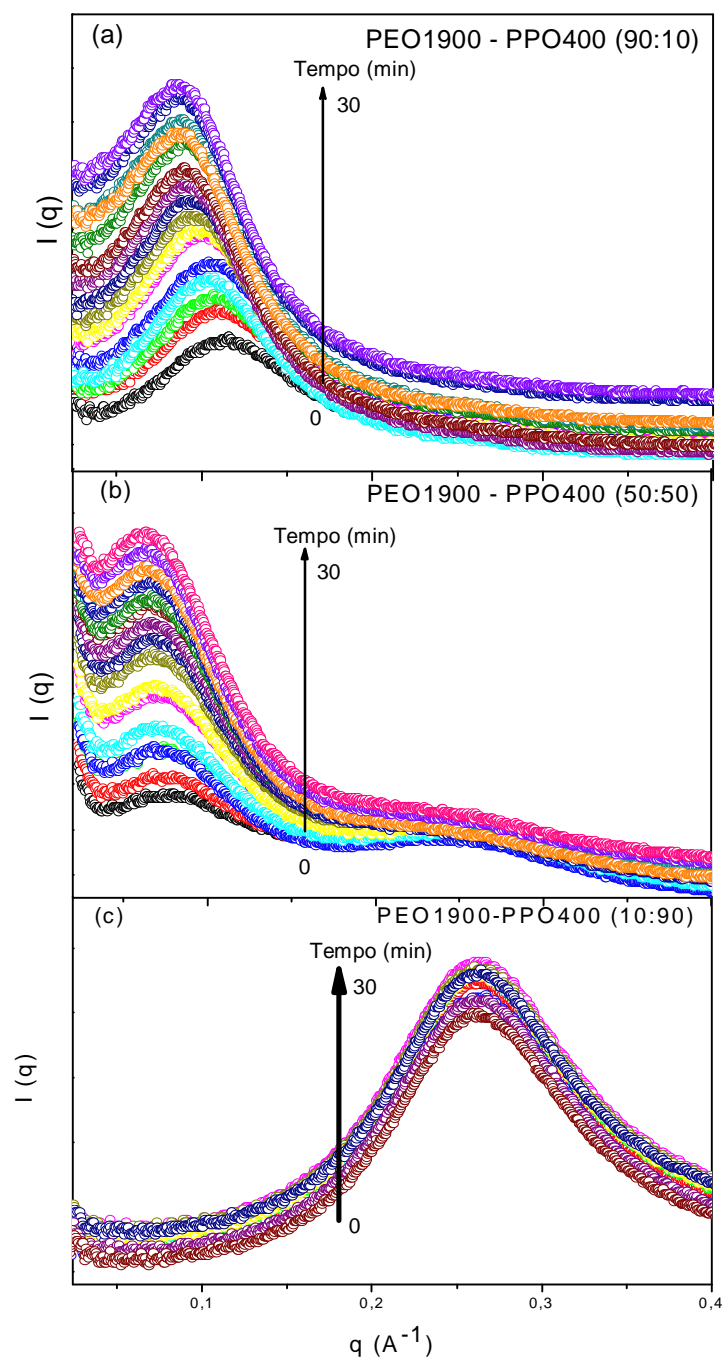 (a)
PEO1900 - PPO400 (90:10)
Tempo (min)
30
I (q)
0
(b)
PEO1900 - PPO400 (50:50)
Tempo (min)
30
I (q)
0
(c)
PEO1900-PPO400 (10:90)
Tempo (min)
30
I (q)
0
0,1 0,2 0,3 0,4
q (A⁻¹)